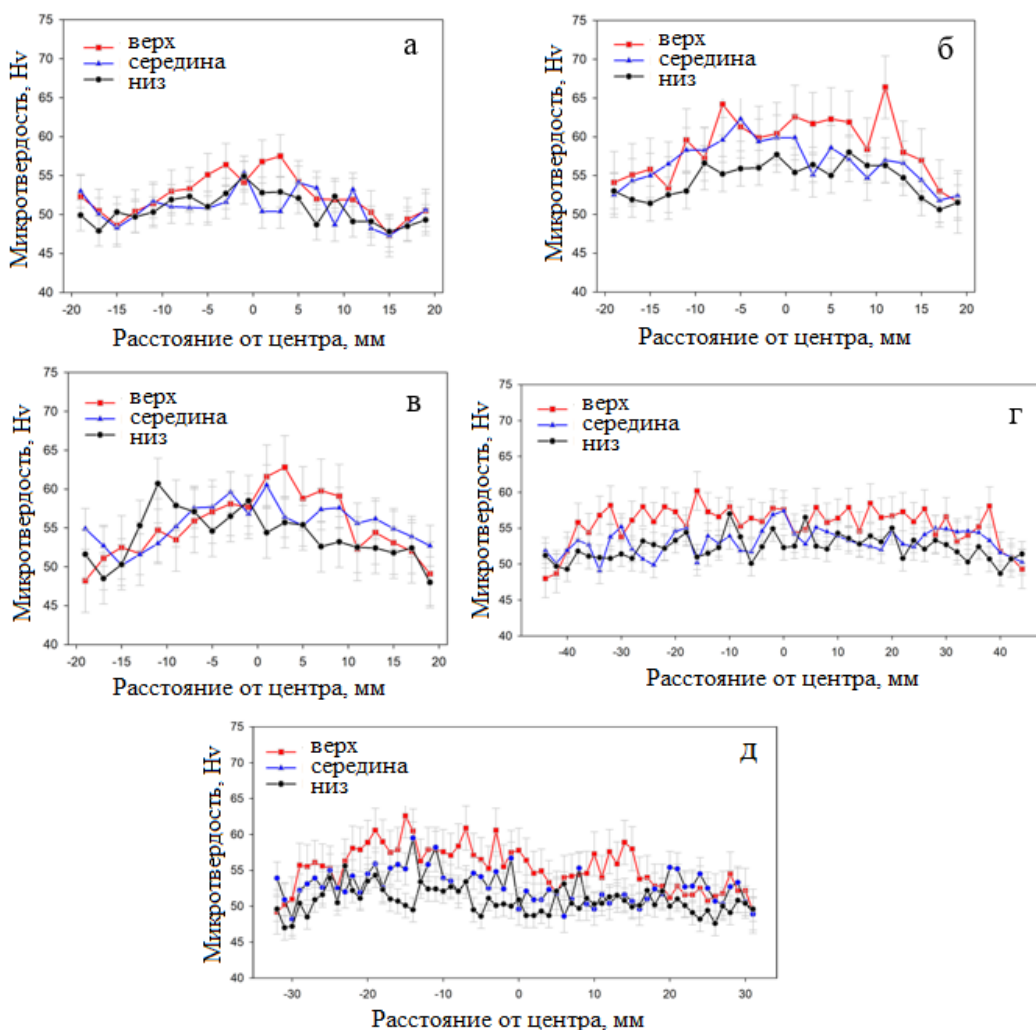 а
верх
середина
низ
Микротвердость, Hv
75
70
65
60
55
50
45
40
-20
-15
-10
-5
0
5
10
15
20
Расстояние от центра, мм
б
верх
середина
низ
Микротвердость, Hv
75
70
65
60
55
50
45
40
-20
-15
-10
-5
0
5
10
15
20
Расстояние от центра, мм
в
верх
середина
низ
Микротвердость, Hv
75
70
65
60
55
50
45
40
-20
-15
-10
-5
0
5
10
15
20
Расстояние от центра, мм
г
верх
середина
низ
Микротвердость, Hv
75
70
65
60
55
50
45
40
-40
-30
-20
-10
0
10
20
30
40
Расстояние от центра, мм
д
верх
середина
низ
Микротвердость, Hv
75
70
65
60
55
50
45
40
-30
-20
-10
0
10
20
30
Расстояние от центра, мм